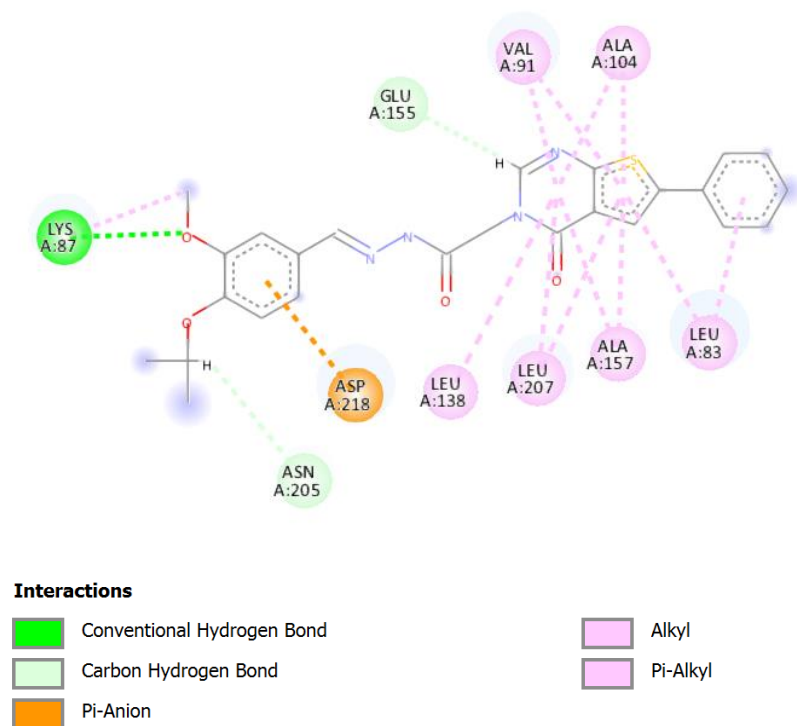 VAL
A:91
ALA
A:104
GLU
A:155
H
N
S
LYS
A:87
N
O
N
N
O
O
O
H
LEU
A:83
ALA
A:157
LEU
A:207
LEU
A:138
ASP
A:218
ASN
A:205
Interactions
Conventional Hydrogen Bond
Carbon Hydrogen Bond
Pi-Anion
Alkyl
Pi-Alkyl